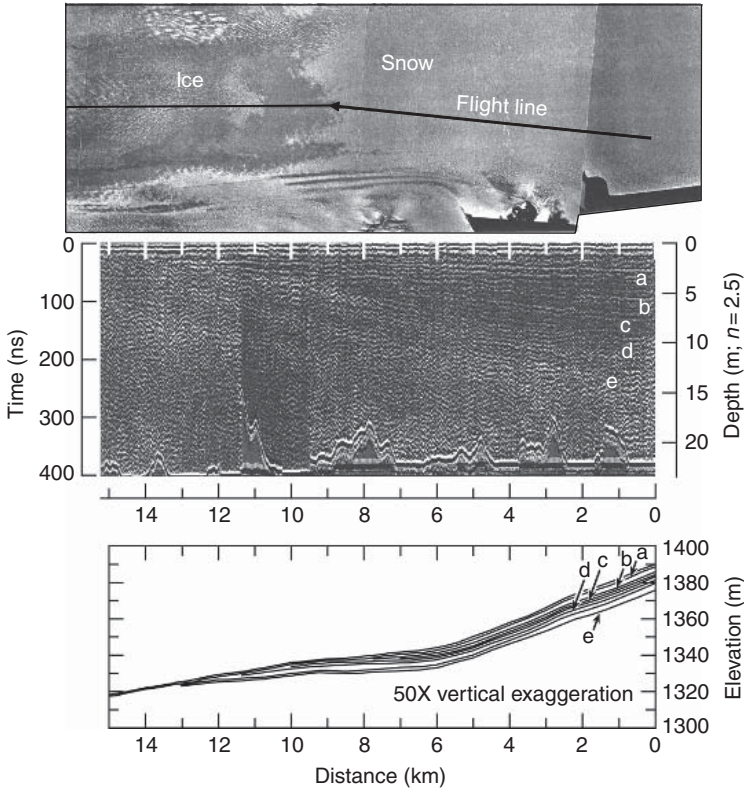 Ice
Snow
Flight line
0
100
200
300
400
Time (ns)
a
b
c
d
e
0
5
10
15
20
Depth (m; n = 2.5)
14 12 10 8 6 4 2 0
a
b
c
d
e
50X vertical exaggeration
1400
1380
1360
1340
1320
1300
Elevation (m)
14 12 10 8 6 4 2 0
Distance (km)